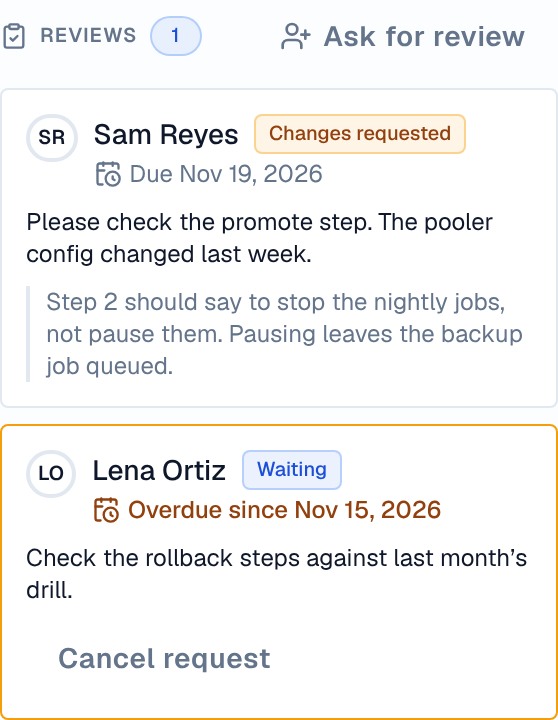 REVIEWS 1 Ask for review
SR Sam Reyes Changes requested
Due Nov 19, 2026
Please check the promote step. The pooler
config changed last week.
Step 2 should say to stop the nightly jobs,
not pause them. Pausing leaves the backup
job queued.
LO Lena Ortiz Waiting
Overdue since Nov 15, 2026
Check the rollback steps against last month’s
drill.
Cancel request